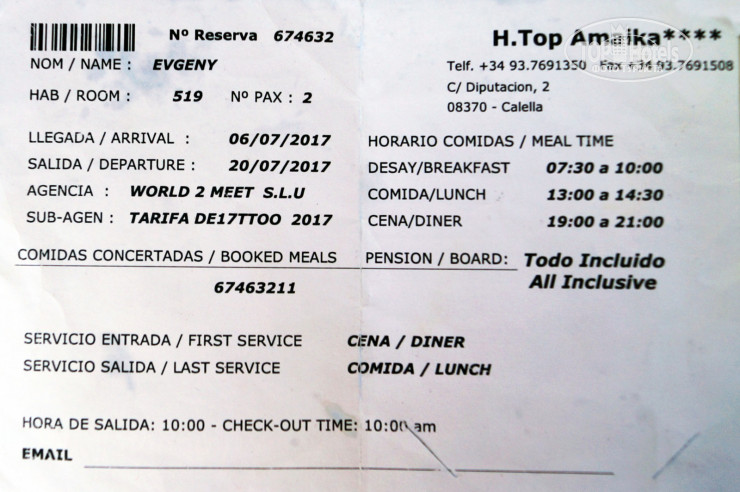 Nº Reserva 674632
H.Top Amaika****
NOM / NAME : EVGENY
Telf. +34 93.7691350 Fax +34 93.7691508
C/ Diputacion, 2
HAB / ROOM : 519 Nº PAX : 2
08370 - Calella
LLEGADA / ARRIVAL : 06/07/2017
SALIDA / DEPARTURE : 20/07/2017
AGENCIA : WORLD 2 MEET S.L.U
SUB-AGEN : TARIFA DE17TTOO 2017
HORARIO COMIDAS / MEAL TIME
DESAY/BREAKFAST 07:30 a 10:00
COMIDA/LUNCH 13:00 a 14:30
CENA/DINER 19:00 a 21:00
COMIDAS CONCERTADAS / BOOKED MEALS
67463211
PENSION / BOARD: Todo Incluido
All Inclusive
SERVICIO ENTRADA / FIRST SERVICE CENA / DINER
SERVICIO SALIDA / LAST SERVICE COMIDA / LUNCH
HORA DE SALIDA: 10:00 - CHECK-OUT TIME: 10:00 am
EMAIL